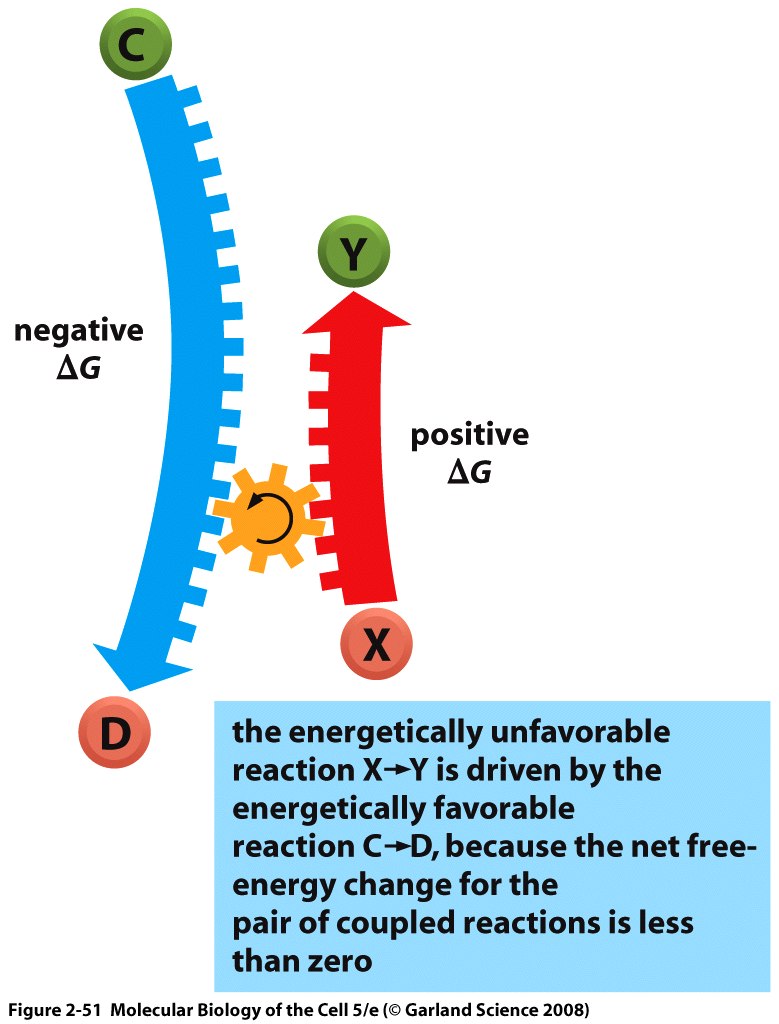 C
Y
negative
ΔG
positive
ΔG
X
D
the energetically unfavorable
reaction X→Y is driven by the
energetically favorable
reaction C→D, because the net free-
energy change for the
pair of coupled reactions is less
than zero
Figure 2-51 Molecular Biology of the Cell 5/e (© Garland Science 2008)